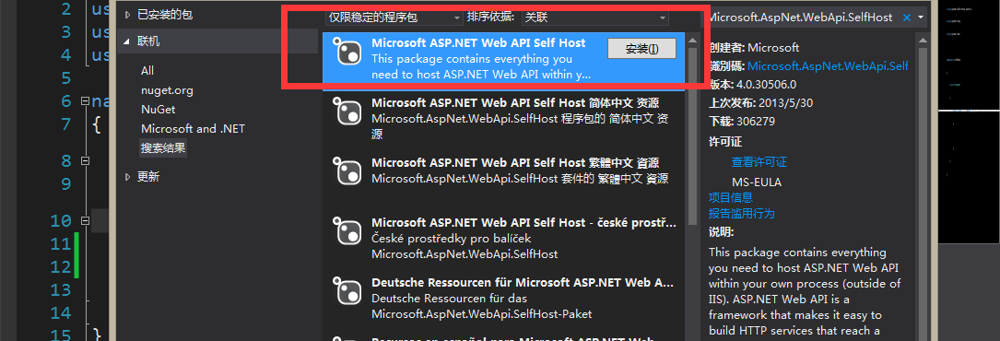 2 us
3 us
4 us
6 na
7 {
8
9
10
11
12
13
14
15 }
已安装的包
联机
All
nuget.org
NuGet
Microsoft and .NET
搜索结果
更新
仅限稳定的程序包 排序依据: 关联
Microsoft ASP.NET Web API Self Host 安装(I)
This package contains everything you
need to host ASP.NET Web API within y...
Microsoft ASP.NET Web API Self Host 简体中文 资源
Microsoft.AspNet.WebApi.SelfHost 程序包的 简体中文 资
源
Microsoft ASP.NET Web API Self Host 繁體中文 資源
Microsoft.AspNet.WebApi.SelfHost 套件的 繁體中文 資源
Microsoft ASP.NET Web API Self Host - české prostř...
České prostředky pro balíček
Microsoft.AspNet.WebApi.SelfHost
Deutsche Ressourcen für Microsoft ASP.NET Web A...
Deutsche Ressourcen für das
Microsoft.AspNet.WebApi.SelfHost-Paket
Recursos en español para Microsoft ASP.NET Web
Microsoft.AspNet.WebApi.SelfHost
创建者: Microsoft
識別碼: Microsoft.AspNet.WebApi.Self
版本: 4.0.30506.0
上次发布: 2013/5/30
下载: 306279
许可证
查看许可证
MS-EULA
项目信息
报告滥用行为
说明:
This package contains everything
you need to host ASP.NET Web API
within your own process (outside of
IIS). ASP.NET Web API is a
framework that makes it easy to
build HTTP services that reach a